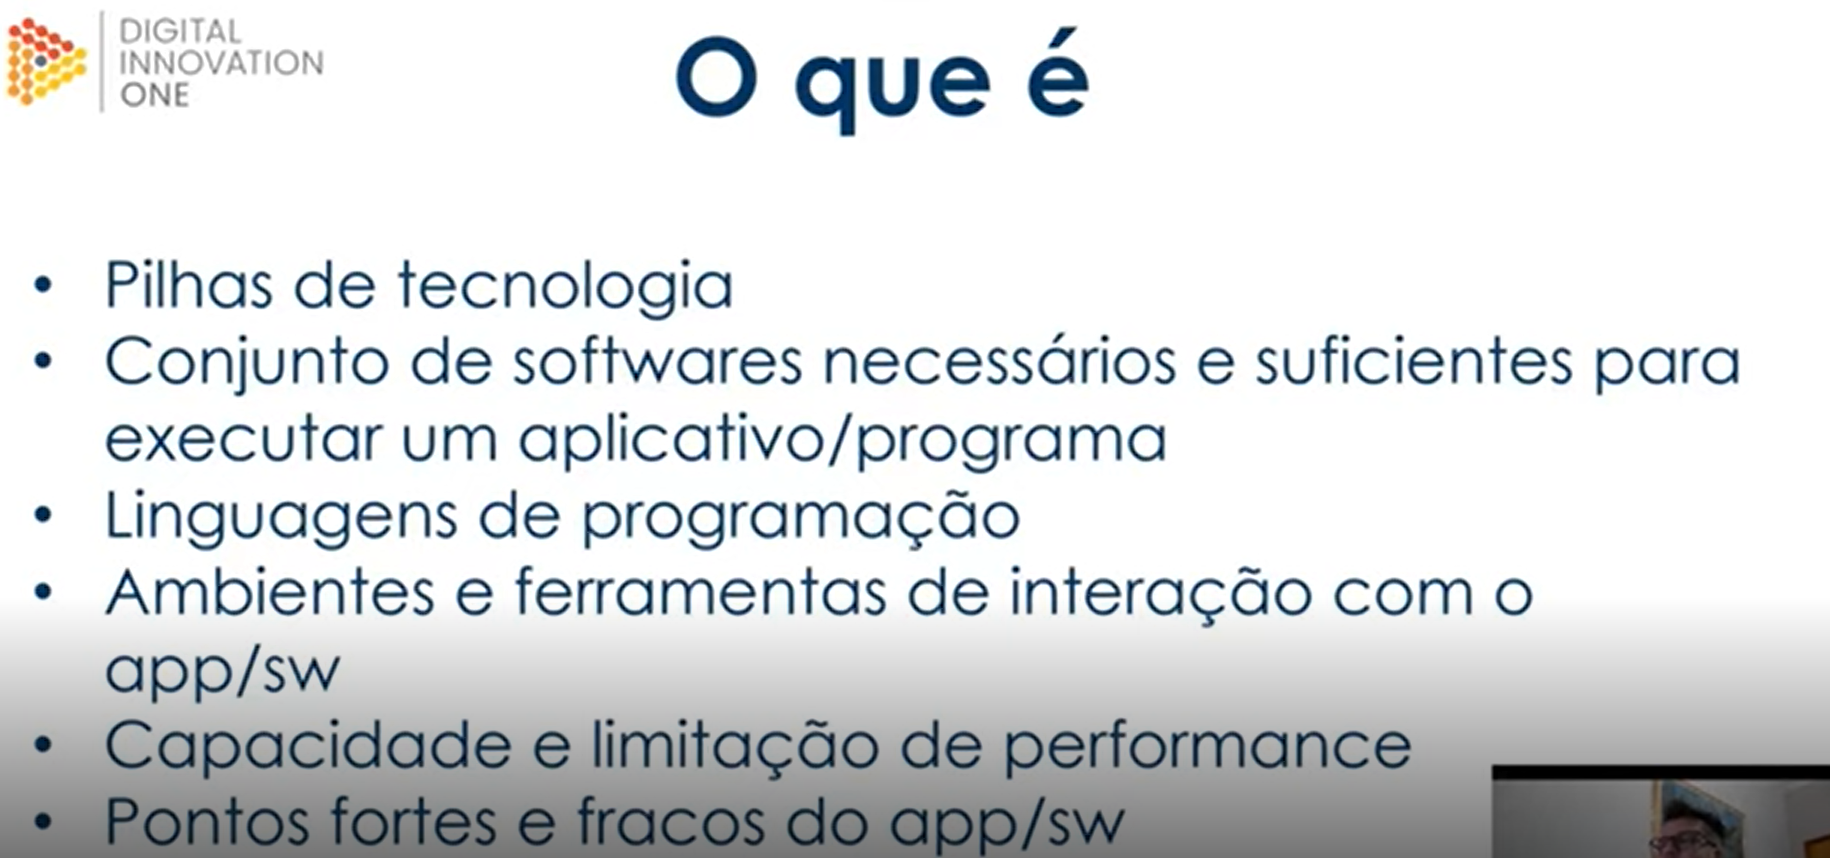 DIGITAL
INNOVATION
ONE
O que é
• Pilhas de tecnologia
• Conjunto de softwares necessários e suficientes para
executar um aplicativo/programa
• Linguagens de programação
• Ambientes e ferramentas de interação com o
app/sw
• Capacidade e limitação de performance
• Pontos fortes e fracos do app/sw